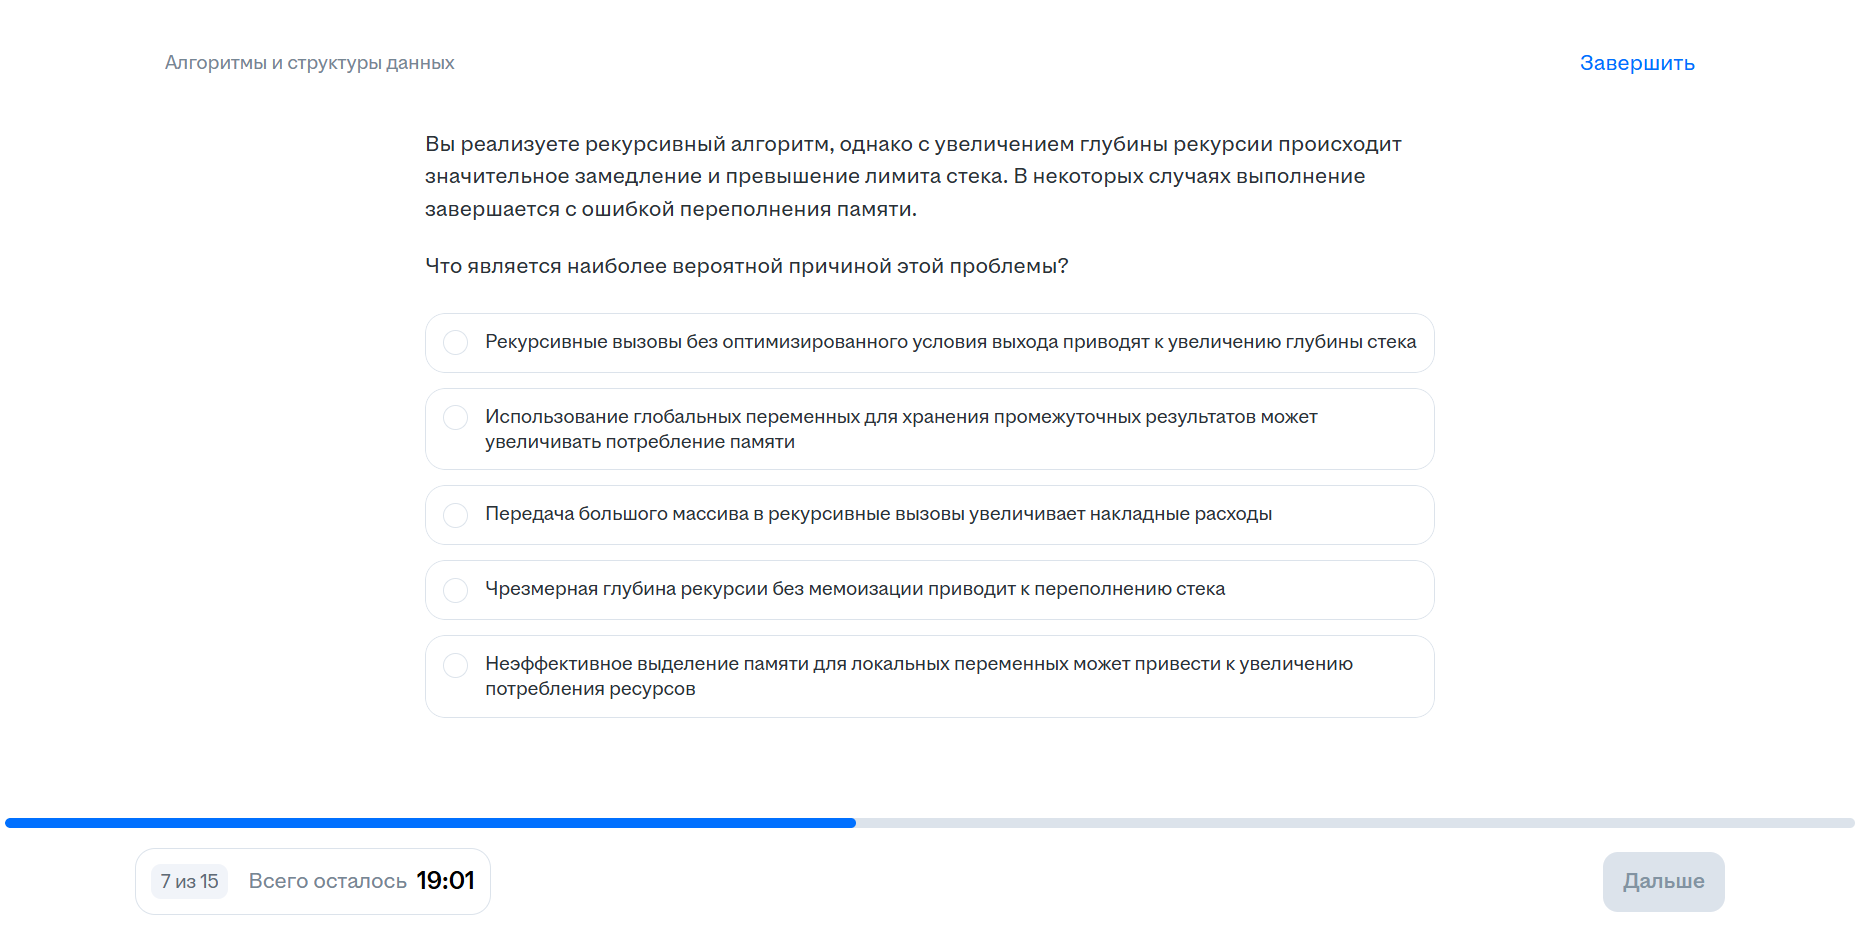 Алгоритмы и структуры данных
Завершить
Вы реализуете рекурсивный алгоритм, однако с увеличением глубины рекурсии происходит
значительное замедление и превышение лимита стека. В некоторых случаях выполнение
завершается с ошибкой переполнения памяти.
Что является наиболее вероятной причиной этой проблемы?
Рекурсивные вызовы без оптимизированного условия выхода приводят к увеличению глубины стека
Использование глобальных переменных для хранения промежуточных результатов может
увеличивать потребление памяти
Передача большого массива в рекурсивные вызовы увеличивает накладные расходы
Чрезмерная глубина рекурсии без мемоизации приводит к переполнению стека
Неэффективное выделение памяти для локальных переменных может привести к увеличению
потребления ресурсов
7 из 15
Всего осталось 19:01
Дальше